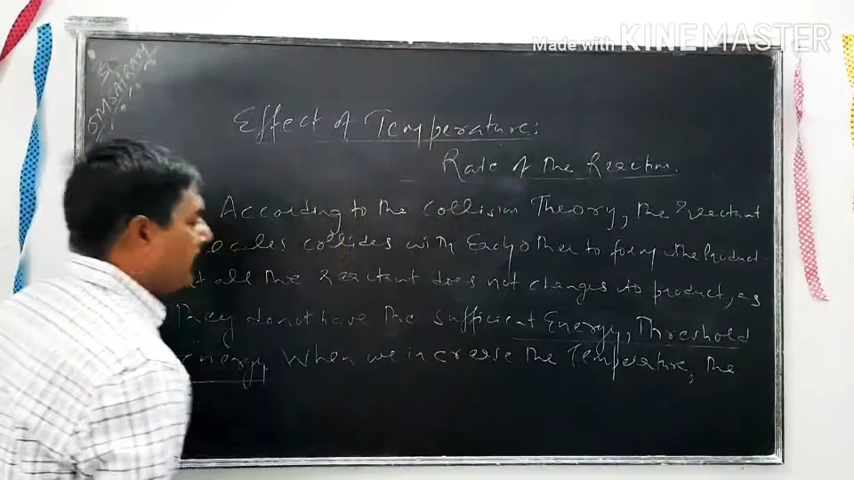 Made with KINEMASTER
OMSAIRAM
Effect of Temperature:
Rate of the Reaction.
According to the collision Theory, the Reactant
collides with Each other to form the Product
all the Reactant does not changes to product, as
They do not have the sufficient Energy, Threshold
energy. When we increase the Temperature, the